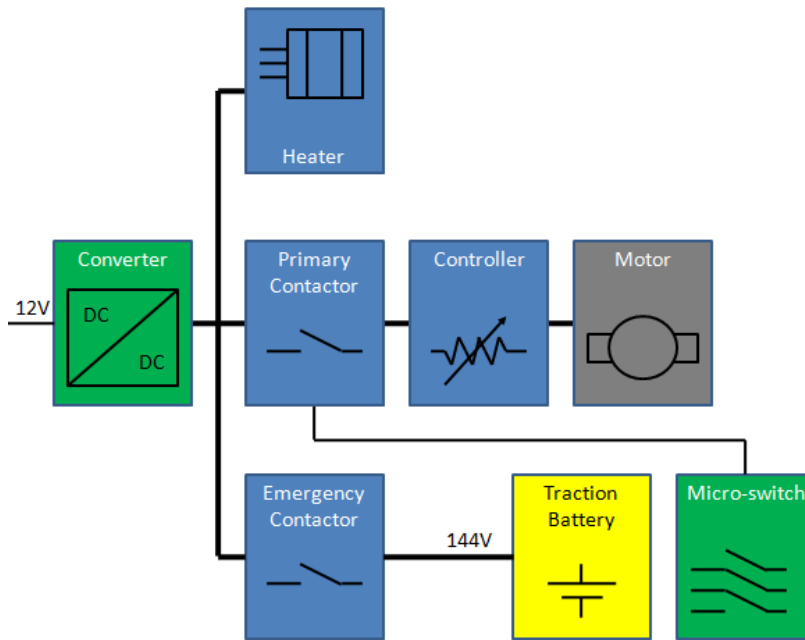 Heater
Converter
Primary
Contactor
Controller
Motor
12V
DC
DC
Emergency
Contactor
Traction
Battery
Micro-switch
144V